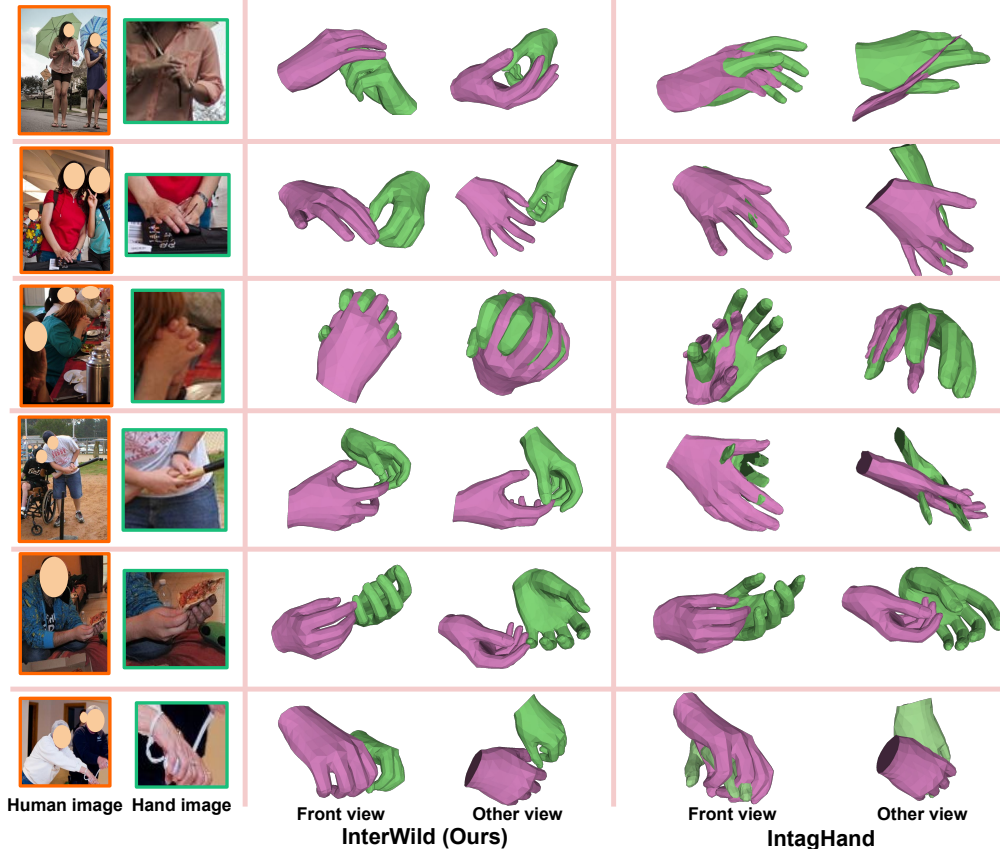 Human image Hand image Front view Other view Front view Other view
InterWild (Ours) IntagHand